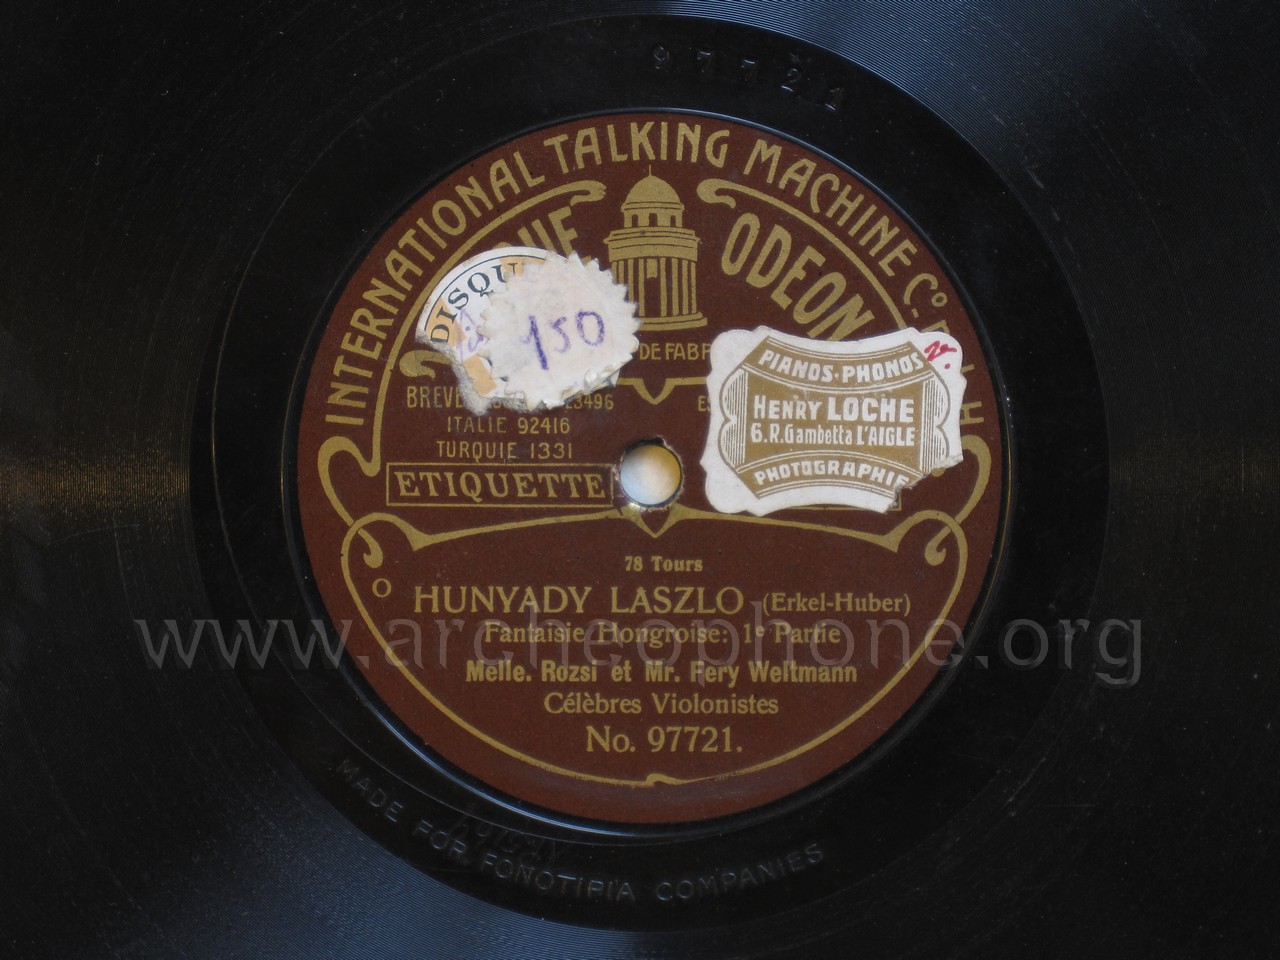 97721
INTERNATIONAL TALKING MACHINE Co.
ODEON
DISQU
150
DE FABR
PIANOS-PHONOS
HENRY LOCHE
6.R.Gambetta L'AIGLE
PHOTOGRAPHIE
23496
ITALIE 92416
TURQUIE 1331
ETIQUETTE
78 Tours
O HUNYADY LASZLO (Erkel-Huber)
Fantaisie Hongroise: 1e Partie
Melle. Rozsi et Mr. Fery Weltmann
Célèbres Violonistes
No. 97721.
MADE FOR FONOTIPIA COMPANIES
www.archeophone.org